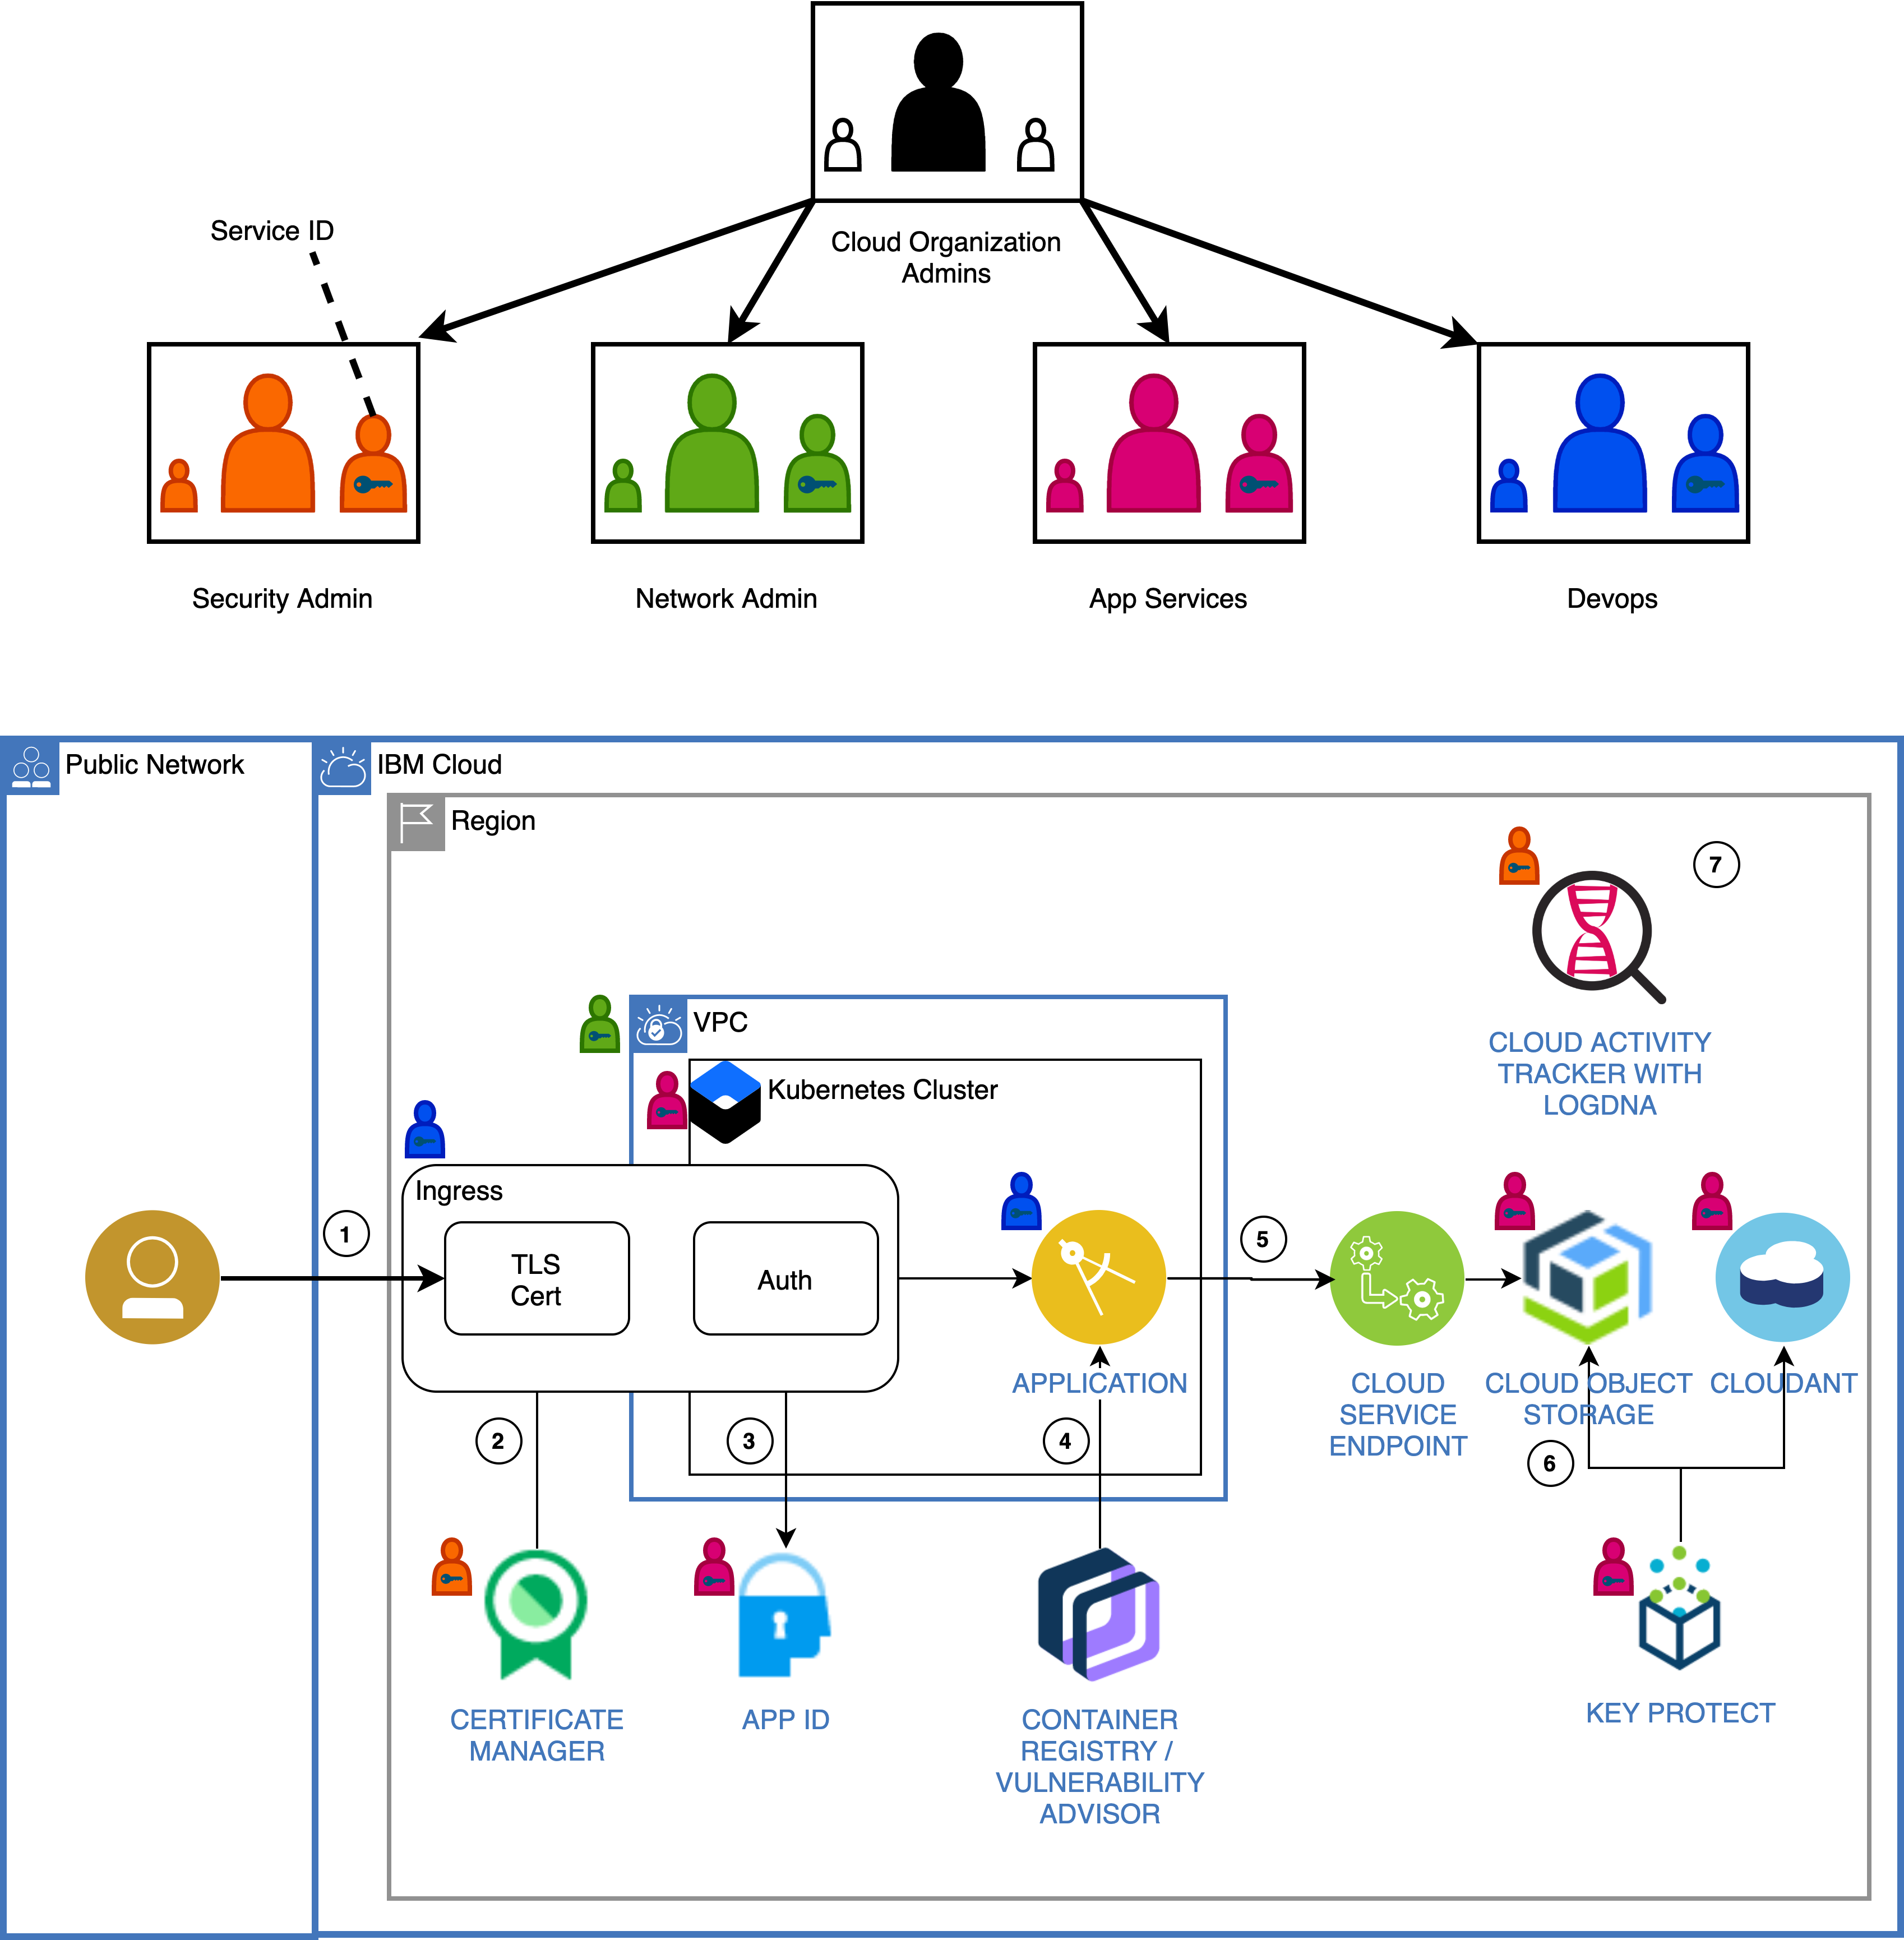 Service ID
Cloud Organization
Admins
Security Admin
Network Admin
App Services
Devops
Public Network
IBM Cloud
Region
7
CLOUD ACTIVITY
TRACKER WITH
LOGDNA
VPC
Kubernetes Cluster
Ingress
1
TLS
Cert
Auth
5
APPLICATION
CLOUD
SERVICE
ENDPOINT
CLOUD OBJECT
STORAGE
CLOUDANT
2
3
4
6
CERTIFICATE
MANAGER
APP ID
CONTAINER
REGISTRY /
VULNERABILITY
ADVISOR
KEY PROTECT